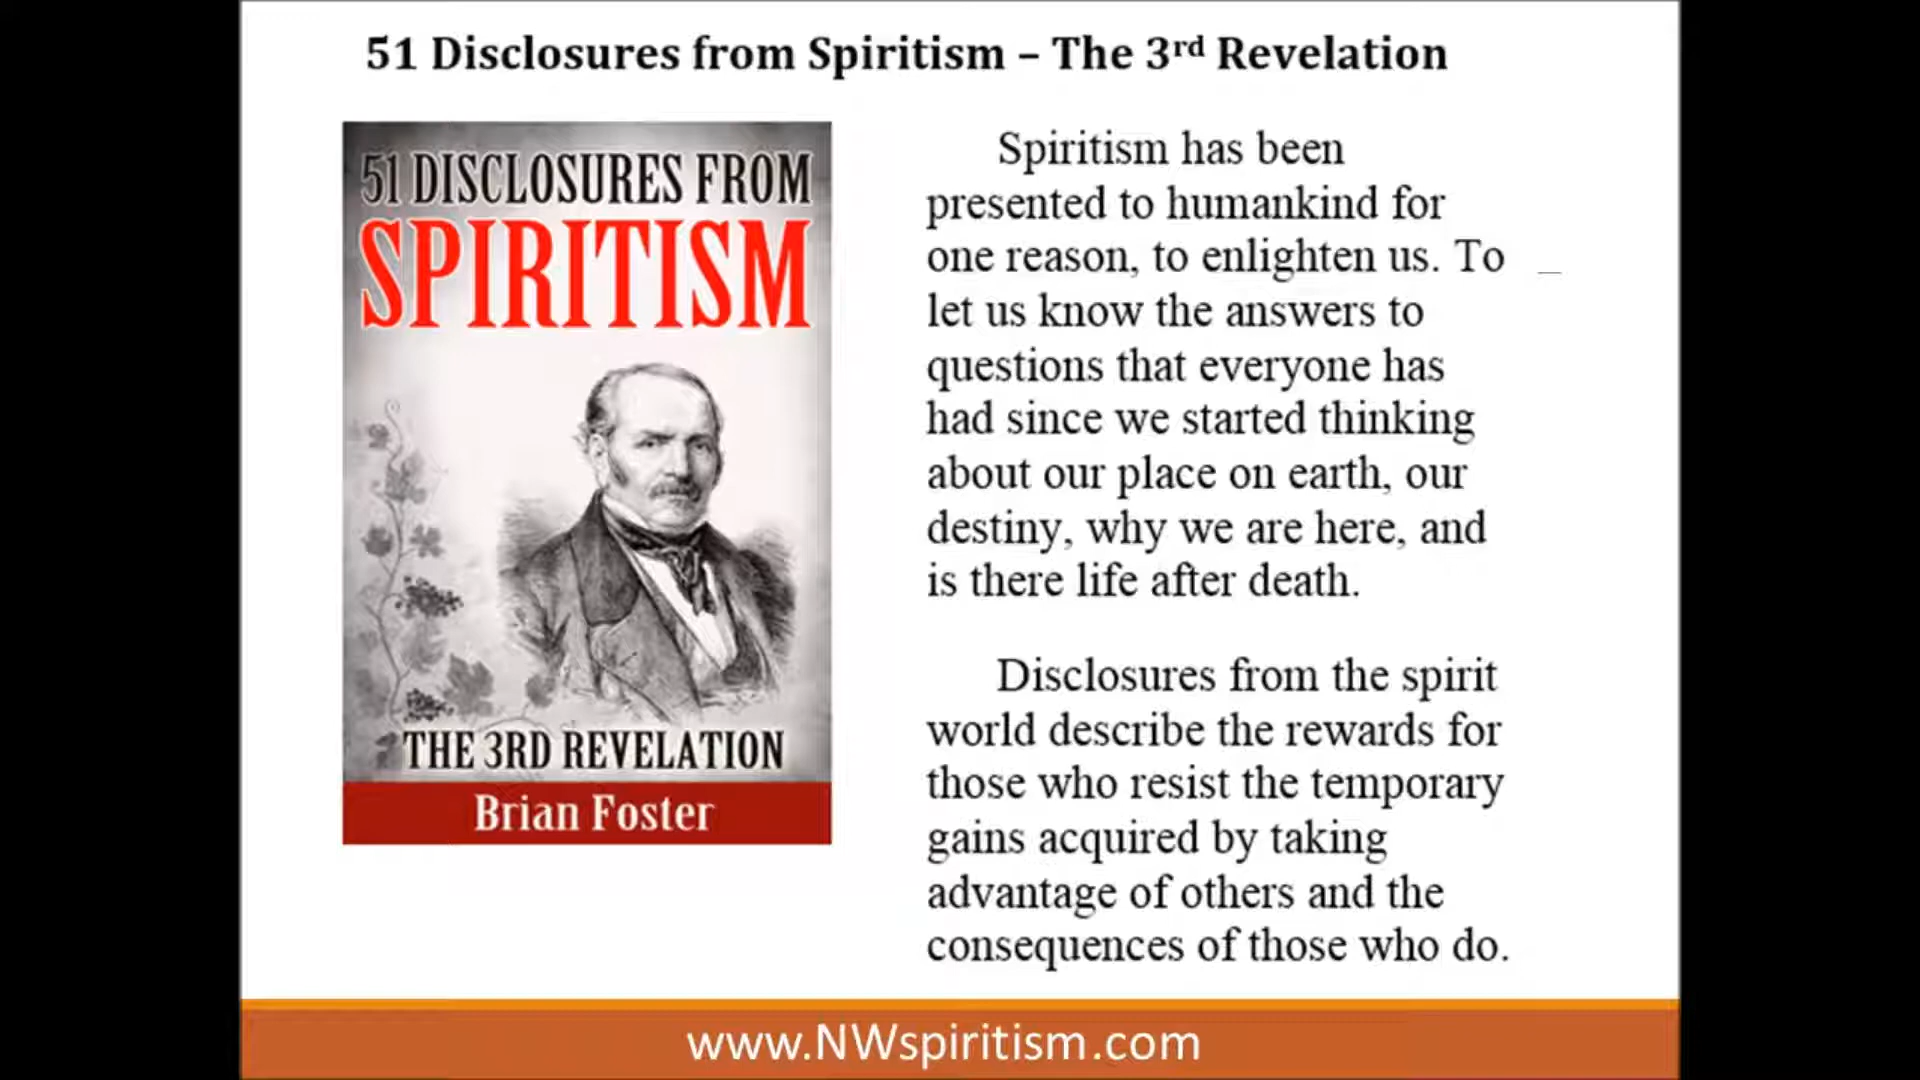 51 Disclosures from Spiritism – The 3rd Revelation
51 DISCLOSURES FROM
SPIRITISM
THE 3RD REVELATION
Brian Foster
Spiritism has been
presented to humankind for
one reason, to enlighten us. To
let us know the answers to
questions that everyone has
had since we started thinking
about our place on earth, our
destiny, why we are here, and
is there life after death.
Disclosures from the spirit
world describe the rewards for
those who resist the temporary
gains acquired by taking
advantage of others and the
consequences of those who do.
www.NWspiritism.com